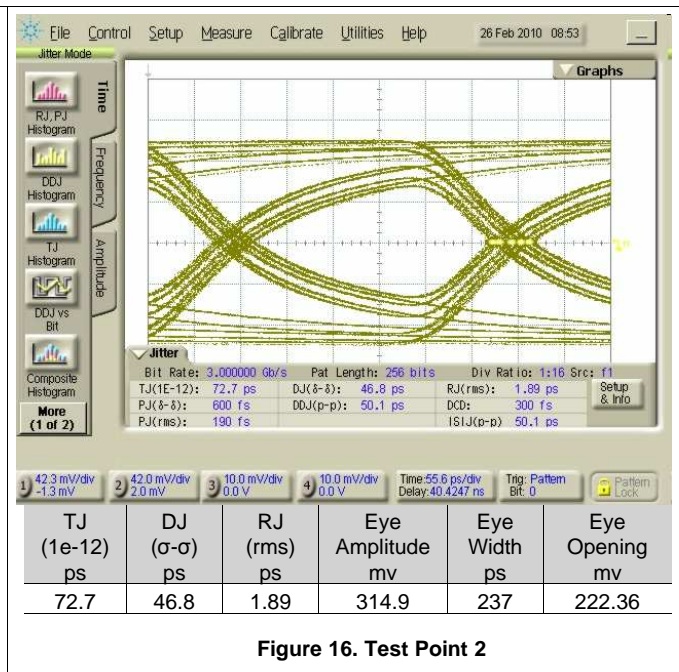 File Control Setup Measure Calibrate Utilities Help 26 Feb 2010 08:53
Jitter Mode
Graphs
RJ, PJ
Histogram
DDJ
Histogram
TJ
Histogram
DDJ vs
Bit
Composite
Histogram
More
(1 of 2)
Time
Frequency
Amplitude
Jitter
Bit Rate: 3.000000 Gb/s Pat Length: 256 bits Div Ratio: 1:16 Src: f1
TJ(1E-12): 72.7 ps DJ(δ-δ): 46.8 ps RJ(rms): 1.89 ps
PJ(δ-δ): 600 fs DDJ(p-p): 50.1 ps DCD: 300 fs
PJ(rms): 190 fs ISIJ(p-p) 50.1 ps
Setup
& Info
1) 42.3 mV/div 2) 42.0 mV/div 3) 10.0 mV/div 4) 10.0 mV/div Time:55.6 ps/div Trig: Pattern Pattern
-1.3 mV 2.0 mV 0.0 V 0.0 V Delay:40.4247 ns Bit: 0 Lock
TJ DJ RJ Eye Eye Eye
(1e-12) (σ-σ) (rms) Amplitude Width Opening
ps ps ps mv ps mv
72.7 46.8 1.89 314.9 237 222.36
Figure 16. Test Point 2